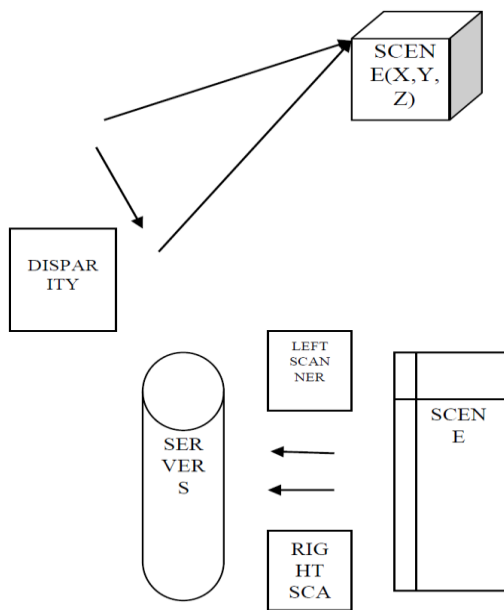 SCEN
E(X,Y,
Z)
DISPAR
ITY
LEFT
SCAN
NER
SER
VER
S
SCEN
E
RIG
HT
SCA